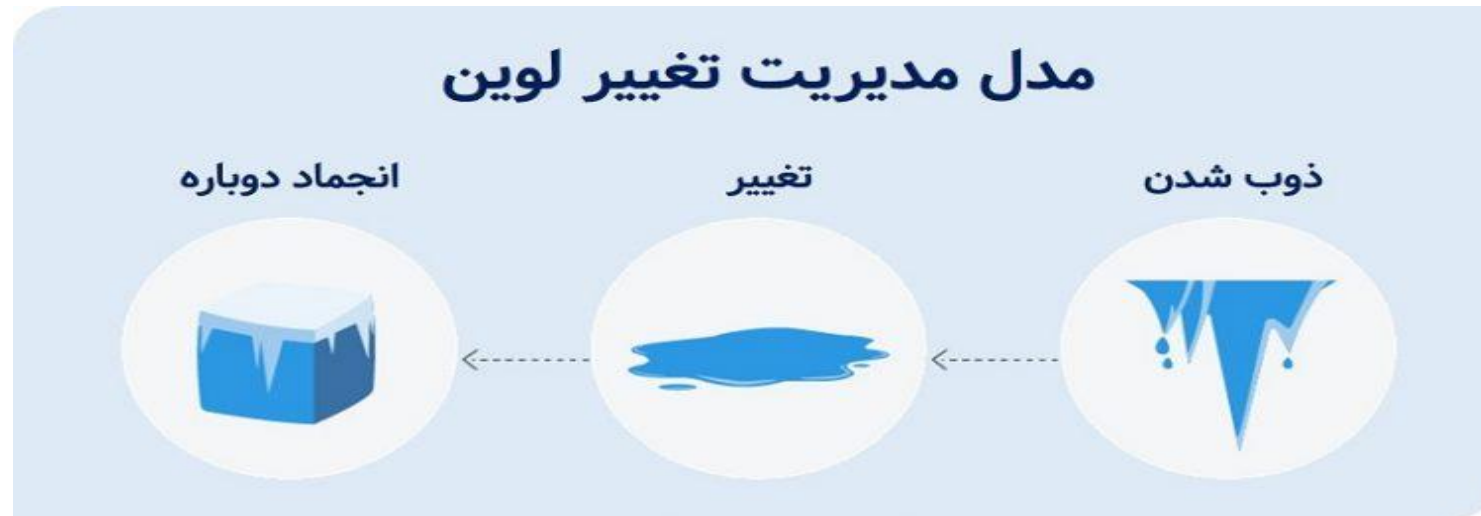 مدل مدیریت تغییر لوین
ذوب شدن
تغییر
انجماد دوباره